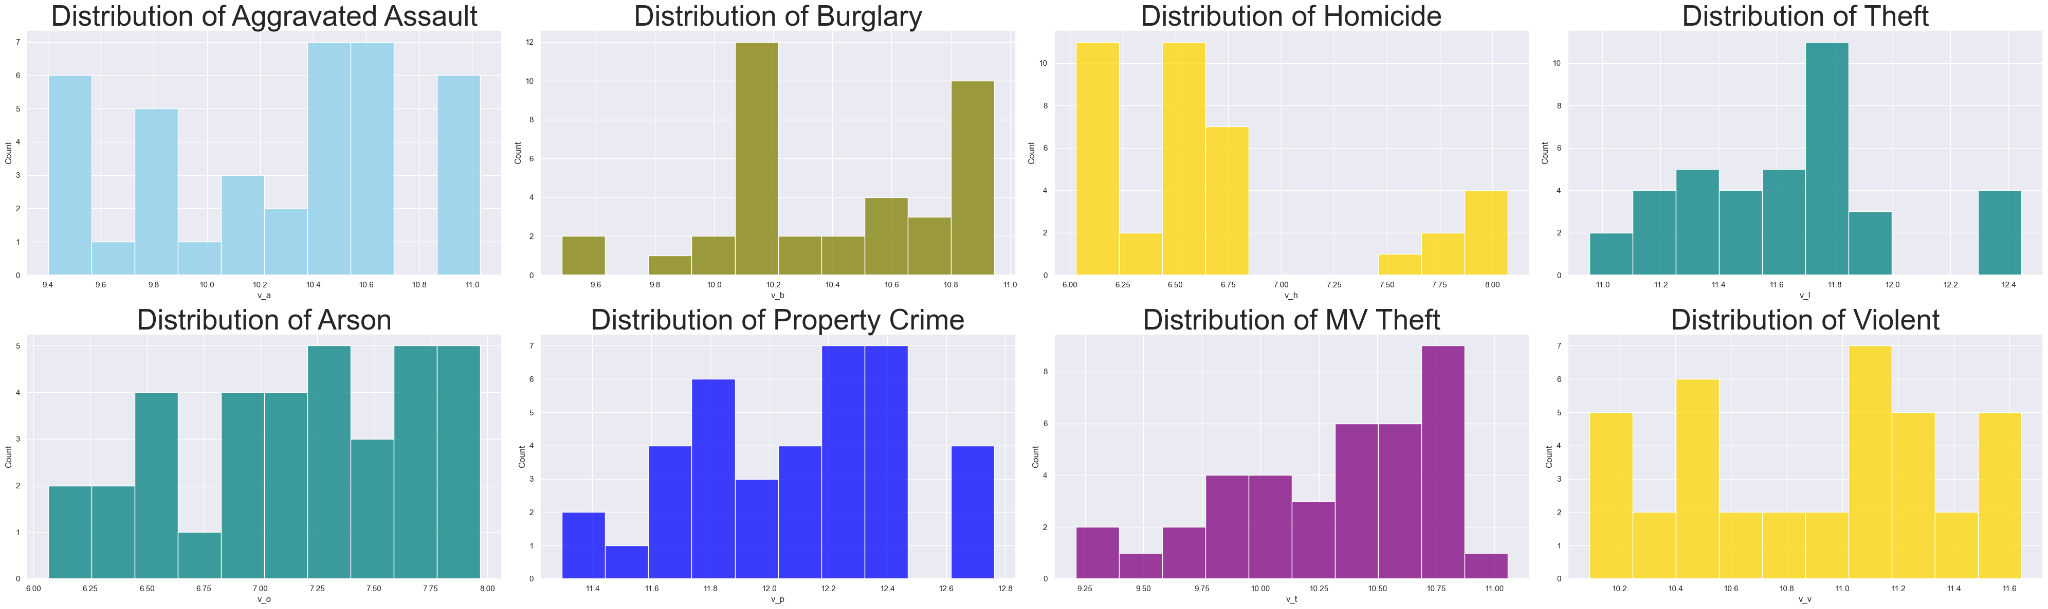 Distribution of Aggravated Assault
7
6
5
4
3
2
1
0
Count
9.4 9.6 9.8 10.0 10.2 10.4 10.6 10.8 11.0
v_a
Distribution of Burglary
12
10
8
6
4
2
0
Count
9.6 9.8 10.0 10.2 10.4 10.6 10.8 11.0
v_b
Distribution of Homicide
10
8
6
4
2
0
Count
6.00 6.25 6.50 6.75 7.00 7.25 7.50 7.75 8.00
v_h
Distribution of Theft
10
8
6
4
2
0
Count
11.0 11.2 11.4 11.6 11.8 12.0 12.2 12.4
v_l
Distribution of Arson
5
4
3
2
1
0
Count
6.00 6.25 6.50 6.75 7.00 7.25 7.50 7.75 8.00
v_o
Distribution of Property Crime
7
6
5
4
3
2
1
0
Count
11.4 11.6 11.8 12.0 12.2 12.4 12.6 12.8
v_p
Distribution of MV Theft
8
6
4
2
0
Count
9.25 9.50 9.75 10.00 10.25 10.50 10.75 11.00
v_t
Distribution of Violent
7
6
5
4
3
2
1
0
Count
10.2 10.4 10.6 10.8 11.0 11.2 11.4 11.6
v_v